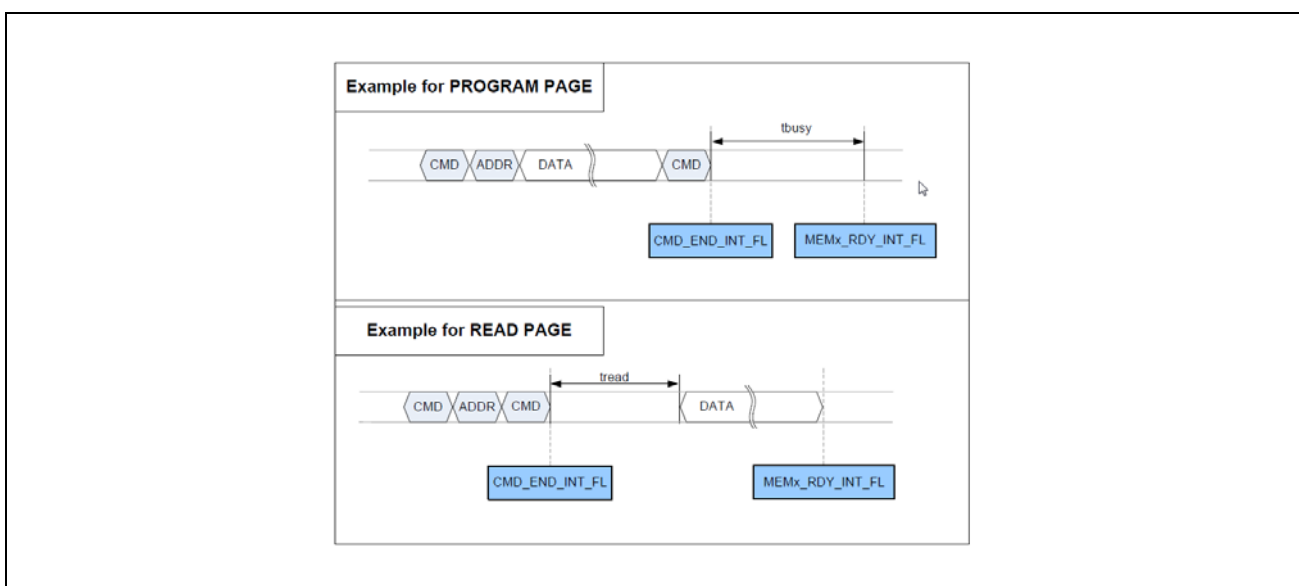 Example for PROGRAM PAGE
tbusy
CMD ADDR DATA CMD
CMD_END_INT_FL MEMx_RDY_INT_FL
Example for READ PAGE
tread
CMD ADDR CMD DATA
CMD_END_INT_FL MEMx_RDY_INT_FL